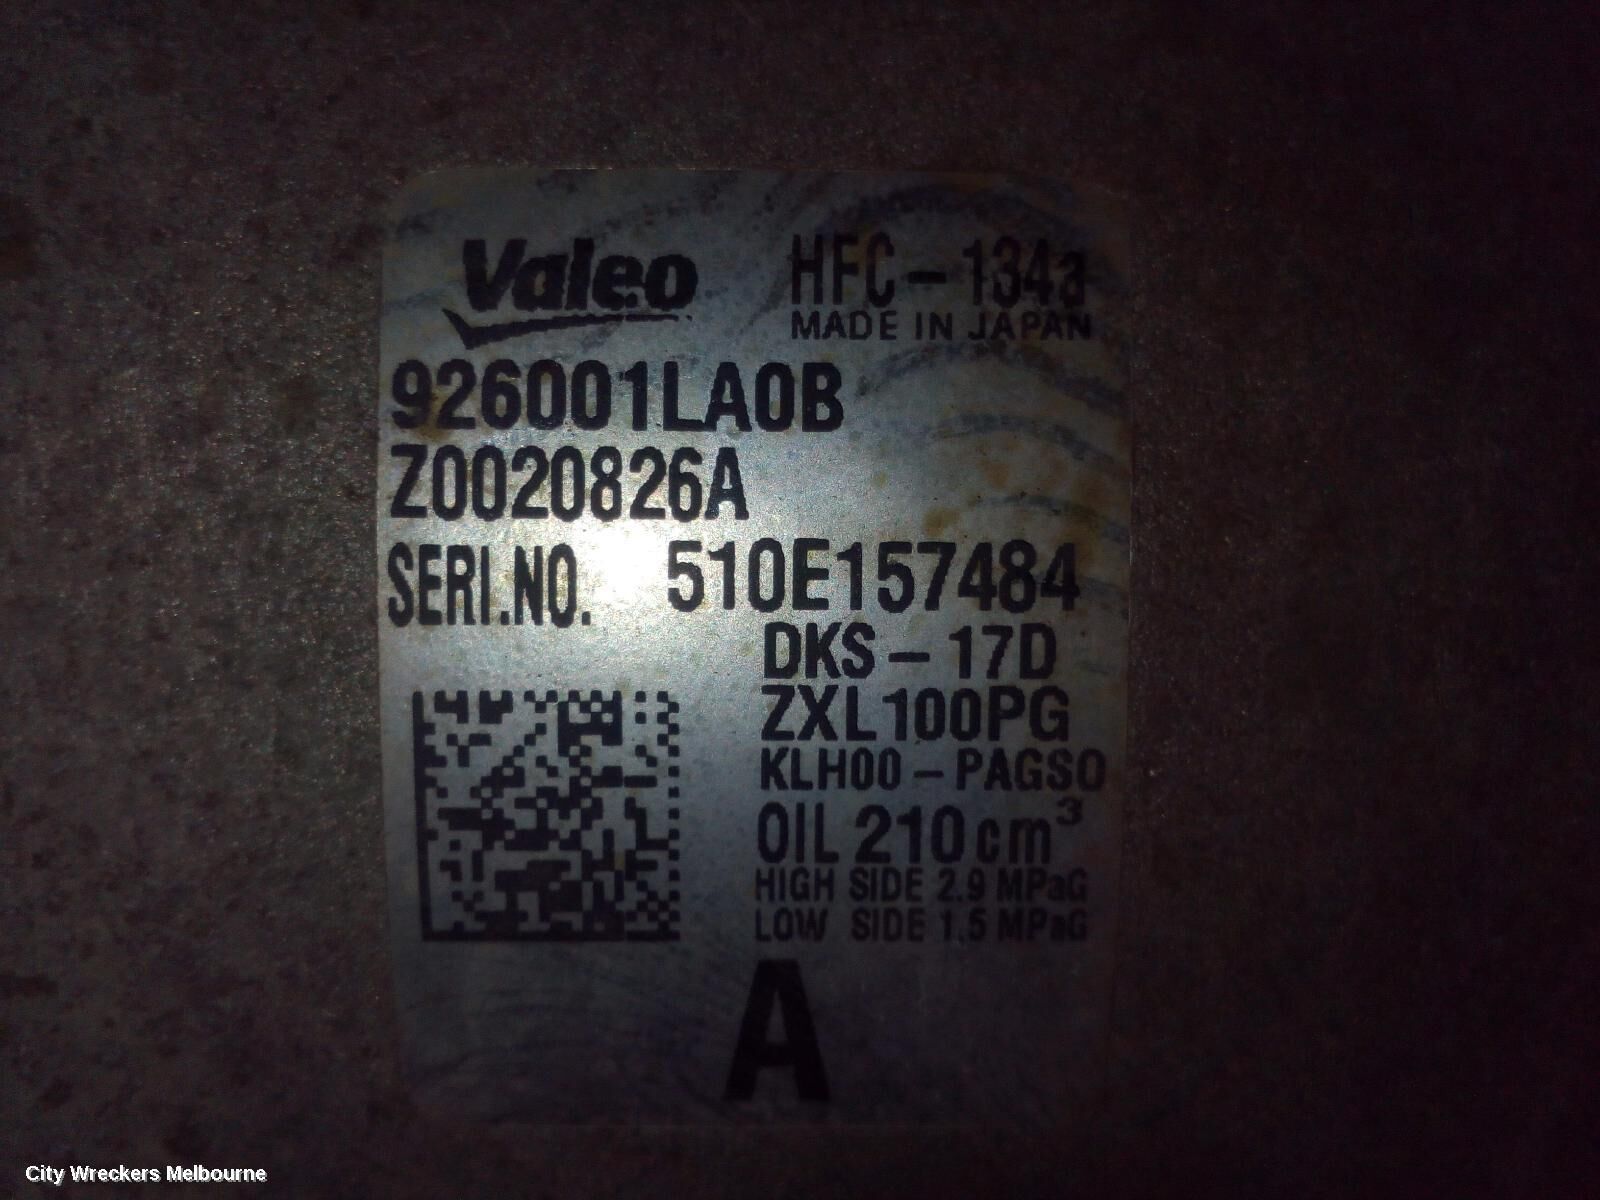 Valeo HFC-134a
MADE IN JAPAN
926001LA0B
Z0020826A
SERI.NO. 510E157484
DKS-17D
ZXL100PG
KLH00-PAGS0
OIL 210cm³
HIGH SIDE 2.9 MPaG
LOW SIDE 1.5 MPaG
A
City Wreckers Melbourne